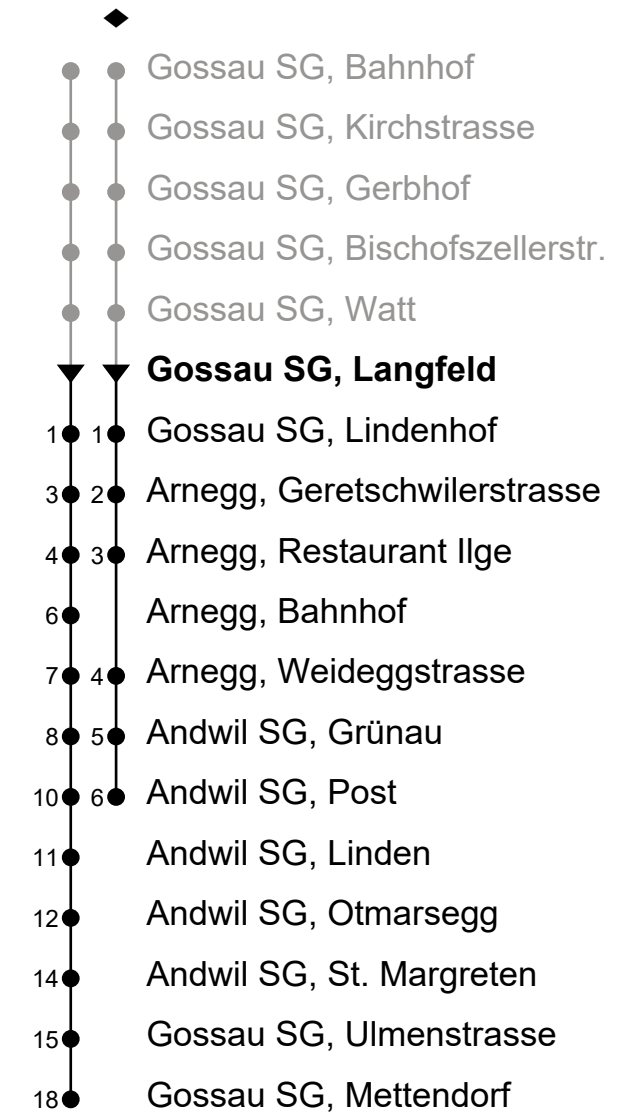 Gossau SG, Bahnhof
Gossau SG, Kirchstrasse
Gossau SG, Gerbhof
Gossau SG, Bischofszellerstr.
Gossau SG, Watt
Gossau SG, Langfeld
1 1 Gossau SG, Lindenhof
3 2 Arnegg, Geretschwilerstrasse
4 3 Arnegg, Restaurant Ilge
6 Arnegg, Bahnhof
7 4 Arnegg, Weideggstrasse
8 5 Andwil SG, Grünau
10 6 Andwil SG, Post
11 Andwil SG, Linden
12 Andwil SG, Otmarsegg
14 Andwil SG, St. Margreten
15 Gossau SG, Ulmenstrasse
18 Gossau SG, Mettendorf